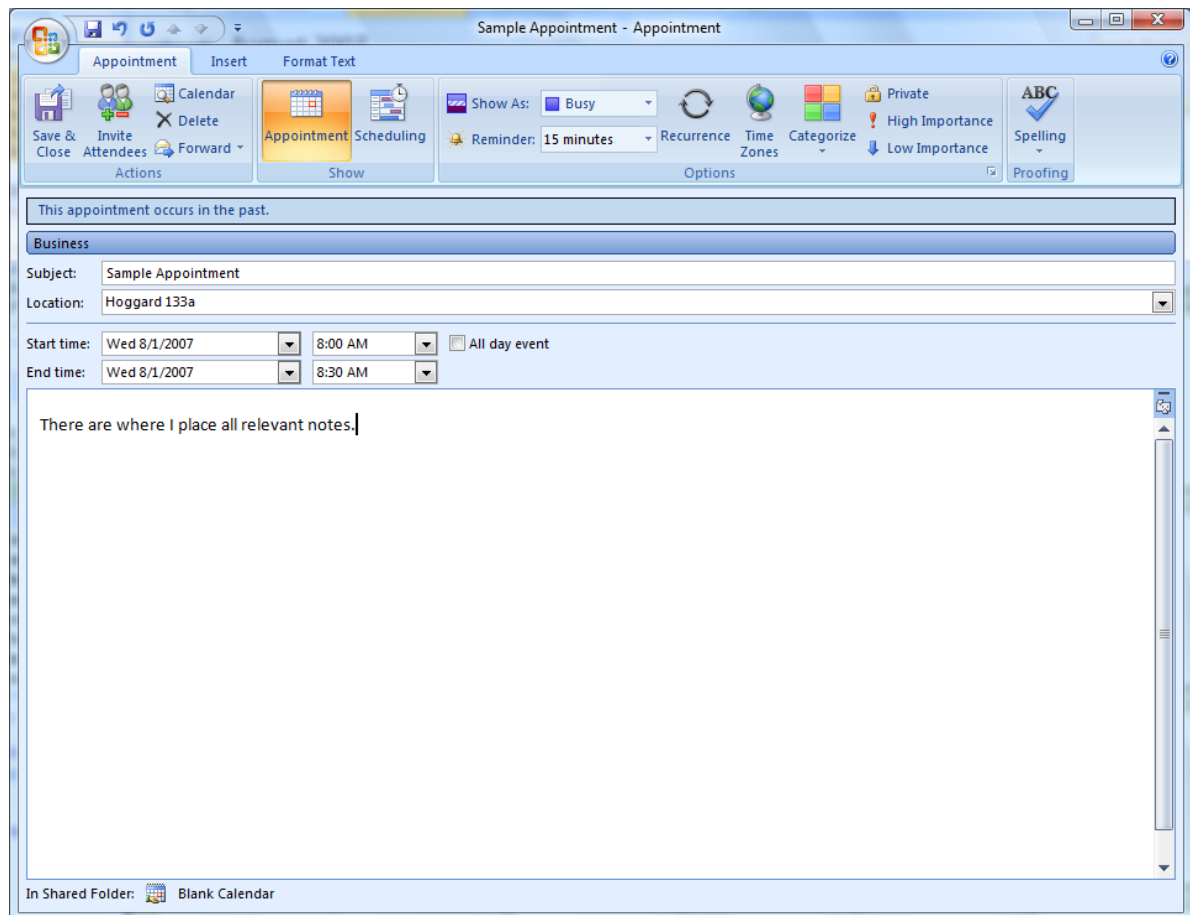 Sample Appointment - Appointment
Appointment Insert Format Text
Save & Close
Invite Attendees
Calendar
Delete
Forward
Actions
Appointment
Scheduling
Show
Show As: Busy
Reminder: 15 minutes
Recurrence
Time Zones
Categorize
Private
High Importance
Low Importance
Options
ABC
Spelling
Proofing
This appointment occurs in the past.
Business
Subject: Sample Appointment
Location: Hoggard 133a
Start time: Wed 8/1/2007 8:00 AM All day event
End time: Wed 8/1/2007 8:30 AM
There are where I place all relevant notes.
In Shared Folder: Blank Calendar